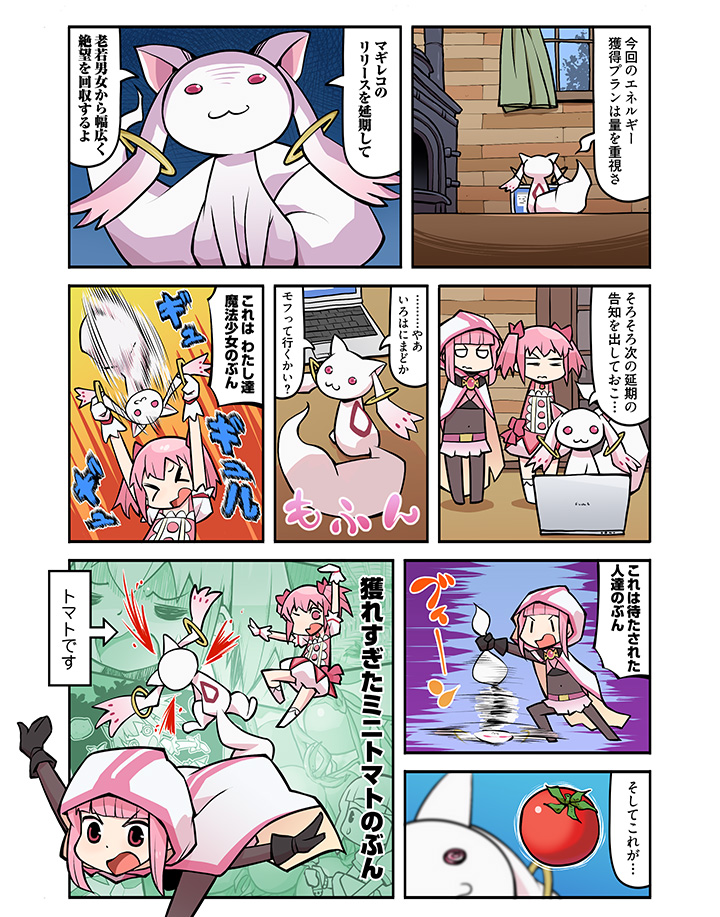 今回のエネルギー
獲得プランは量を重視さ
マギレコの
リリースを延期して
老若男女から幅広く
絶望を回収するよ
そろそろ次の延期の
告知を出しておこ…
………やあ
いろはにまどか
モフって行くかい？
もふん
これは わたし達
魔法少女のぶん
ギュ
ギッル
ギャギ
これは待たされた
人達のぶん
ブィーン
そしてこれが…
獲れすぎたミニトマトのぶん
トマトです